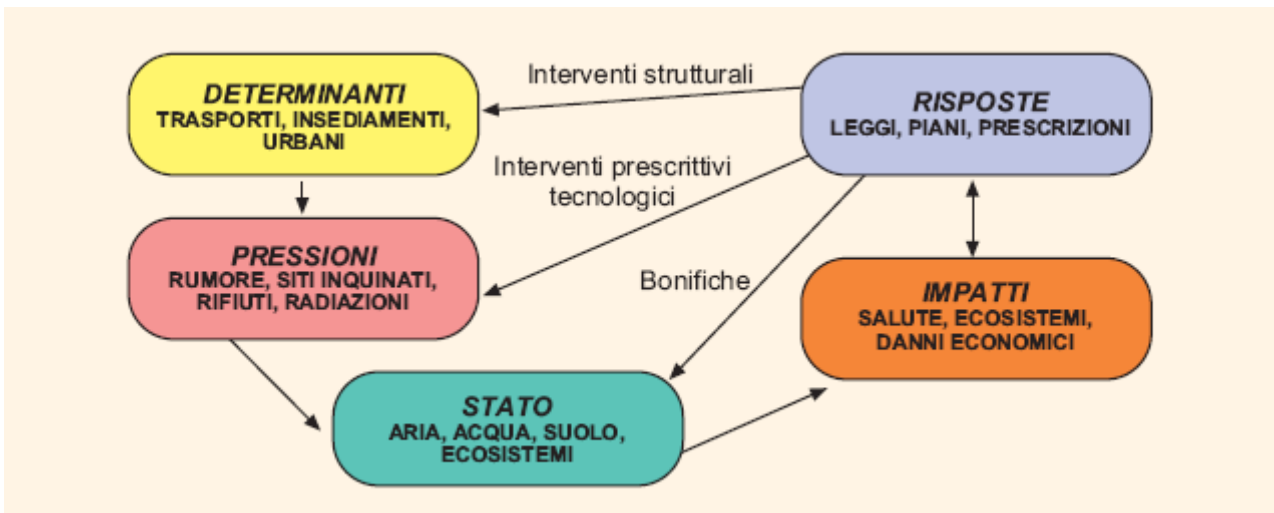 DETERMINANTI
TRASPORTI, INSEDIAMENTI,
URBANI
Interventi strutturali
RISPOSTE
LEGGI, PIANI, PRESCRIZIONI
Interventi prescrittivi
tecnologici
PRESSIONI
RUMORE, SITI INQUINATI,
RIFIUTI, RADIAZIONI
Bonifiche
IMPATTI
SALUTE, ECOSISTEMI,
DANNI ECONOMICI
STATO
ARIA, ACQUA, SUOLO,
ECOSISTEMI